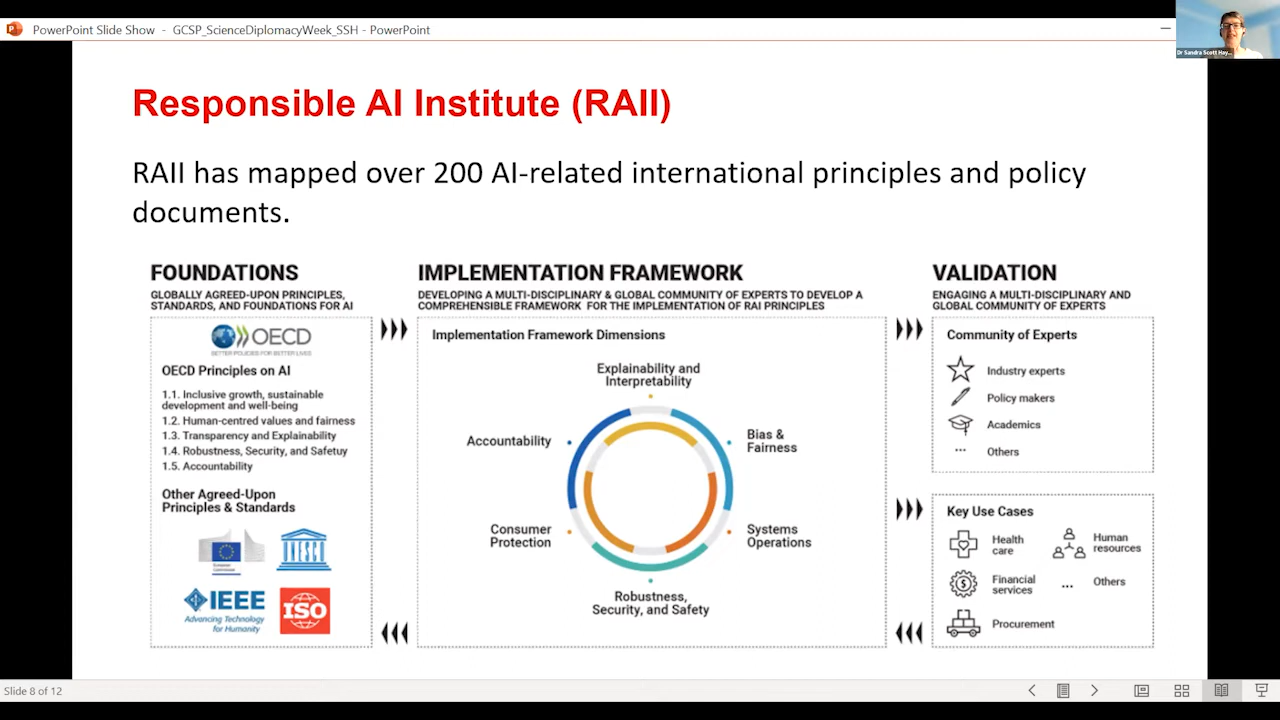 PowerPoint Slide Show - GCSP_ScienceDiplomacyWeek_SSH - PowerPoint
Dr Sandra Scott Hay...
Responsible AI Institute (RAII)
RAII has mapped over 200 AI-related international principles and policy
documents.
FOUNDATIONS
GLOBALLY AGREED-UPON PRINCIPLES,
STANDARDS, AND FOUNDATIONS FOR AI
OECD
BETTER POLICIES FOR BETTER LIVES
OECD Principles on AI
1.1. Inclusive growth, sustainable
development and well-being
1.2. Human-centred values and fairness
1.3. Transparency and Explainability
1.4. Robustness, Security, and Safetuy
1.5. Accountability
Other Agreed-Upon
Principles & Standards
European
Commission
IEEE
Advancing Technology
for Humanity
ISO
IMPLEMENTATION FRAMEWORK
DEVELOPING A MULTI-DISCIPLINARY & GLOBAL COMMUNITY OF EXPERTS TO DEVELOP A
COMPREHENSIBLE FRAMEWORK FOR THE IMPLEMENTATION OF RAI PRINCIPLES
Implementation Framework Dimensions
Explainability and
Interpretability
Accountability
Bias &
Fairness
Consumer
Protection
Systems
Operations
Robustness,
Security, and Safety
VALIDATION
ENGAGING A MULTI-DISCIPLINARY AND
GLOBAL COMMUNITY OF EXPERTS
Community of Experts
Industry experts
Policy makers
Academics
... Others
Key Use Cases
Health
care
Human
resources
Financial
services
... Others
Procurement
Slide 8 of 12